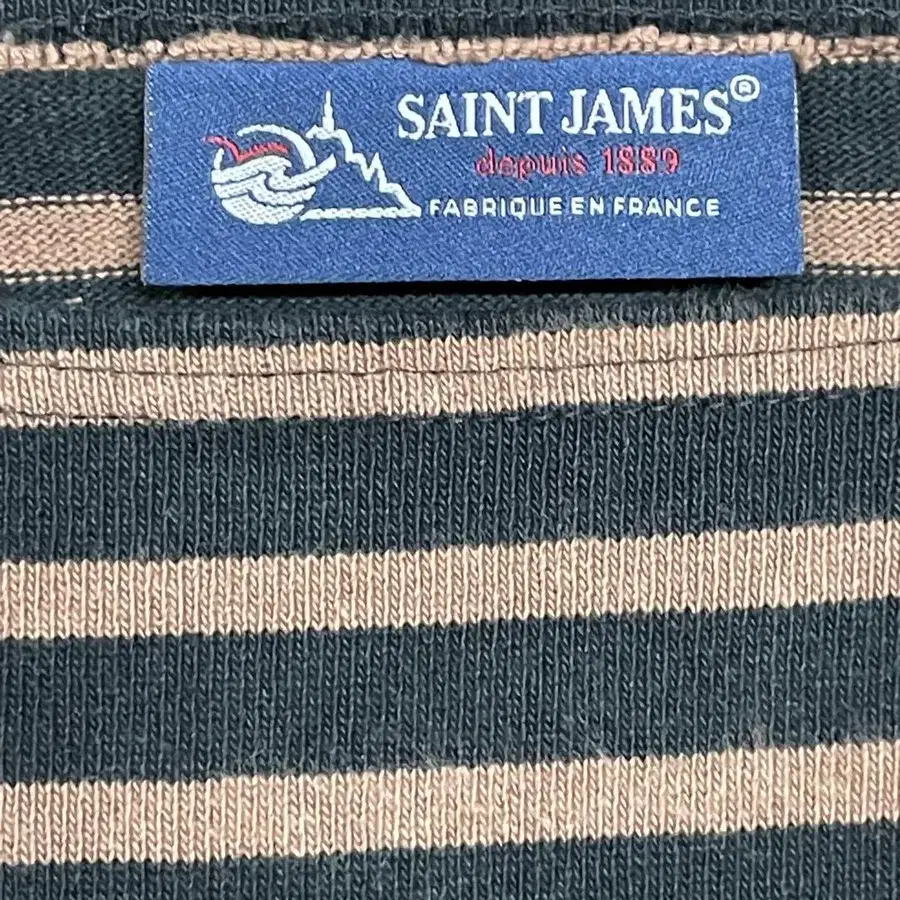 SAINT JAMES®
depuis 1889
FABRIQUE EN FRANCE